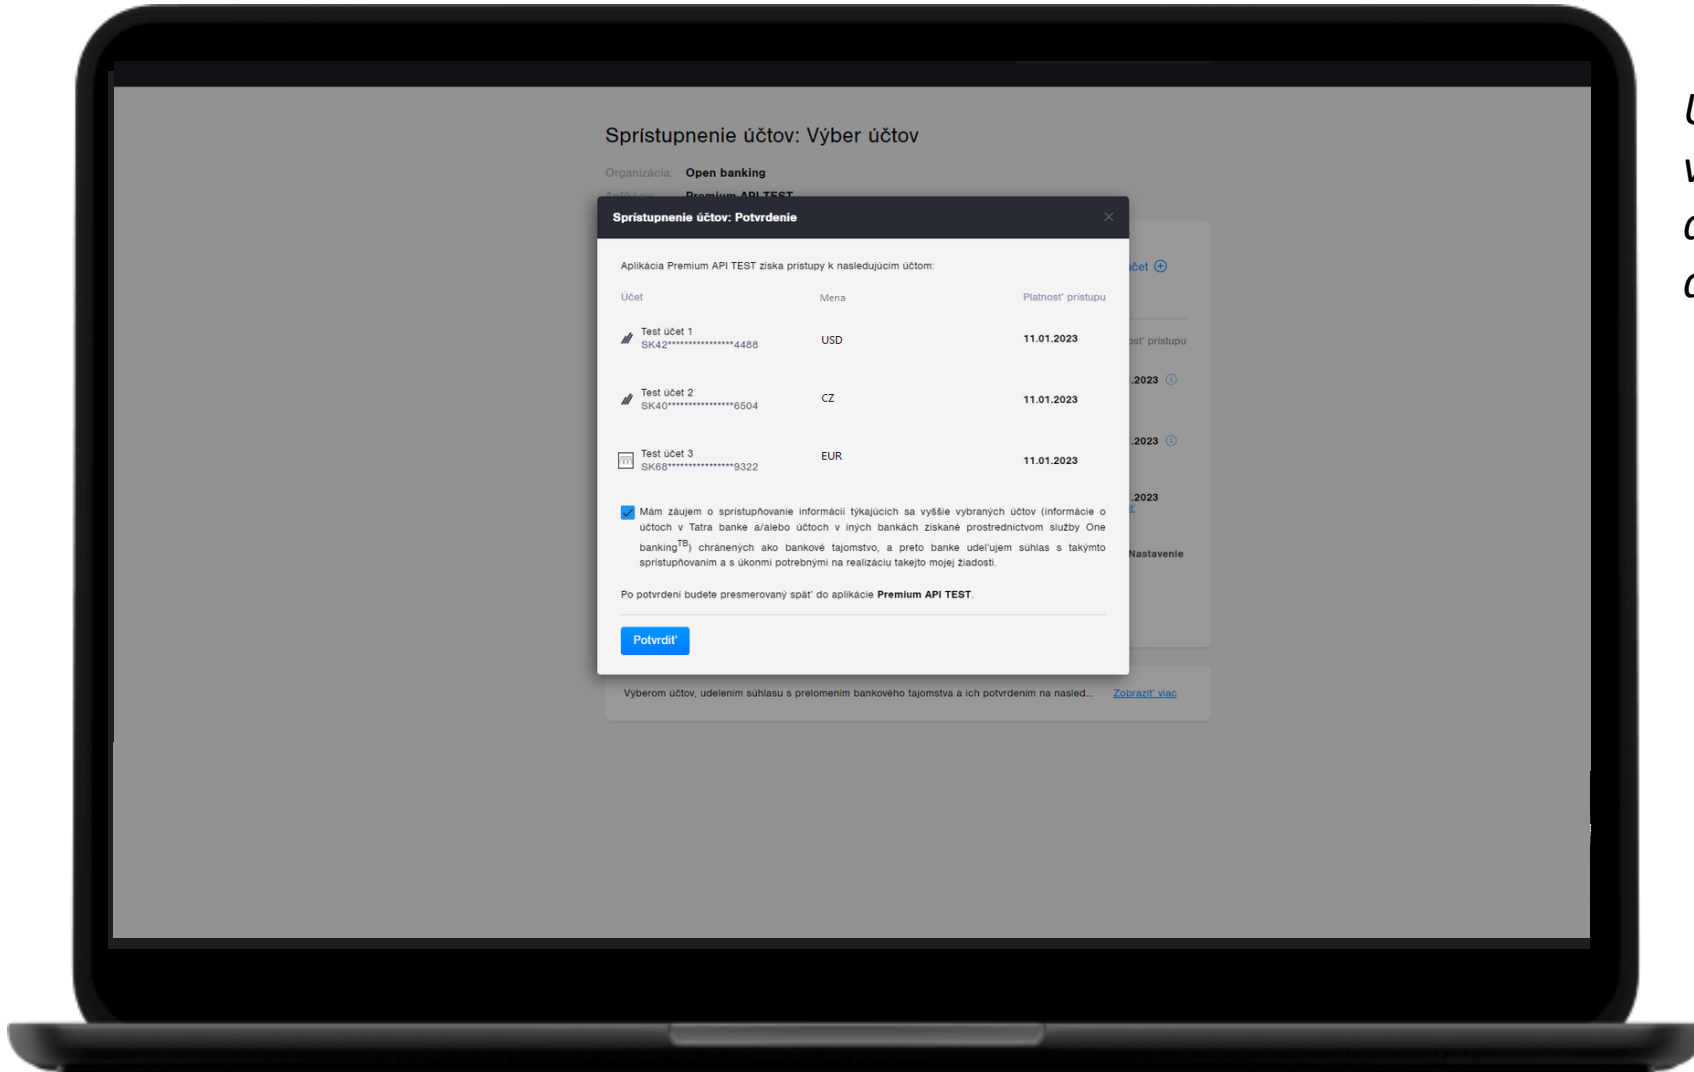 Sprístupnenie účtov: Výber účtov
Organizácia: Open banking
Aplikácia: Premium API TEST
Sprístupnenie účtov: Potvrdenie
Aplikácia Premium API TEST získa prístupy k nasledujúcim účtom:
účet
Účet Mena Platnosť prístupu
Test účet 1
SK42****************4488 USD 11.01.2023
prístupu
.2023
Test účet 2
SK40****************6504 CZ 11.01.2023
.2023
Test účet 3
SK68****************9322 EUR 11.01.2023
.2023
Mám záujem o sprístupňovanie informácií týkajúcich sa vyššie vybraných účtov (informácie o
účtoch v Tatra banke a/alebo účtoch v iných bankách získané prostredníctvom služby One
bankingTB) chránených ako bankové tajomstvo, a preto banke udeľujem súhlas s takýmto
sprístupňovaním a s úkonmi potrebnými na realizáciu takejto mojej žiadosti.
Nastavenie
Po potvrdení budete presmerovaný späť do aplikácie Premium API TEST.
Potvrdiť
Výberom účtov, udelením súhlasu s prelomením bankového tajomstva a ich potvrdením na nasled... Zobraziť viac